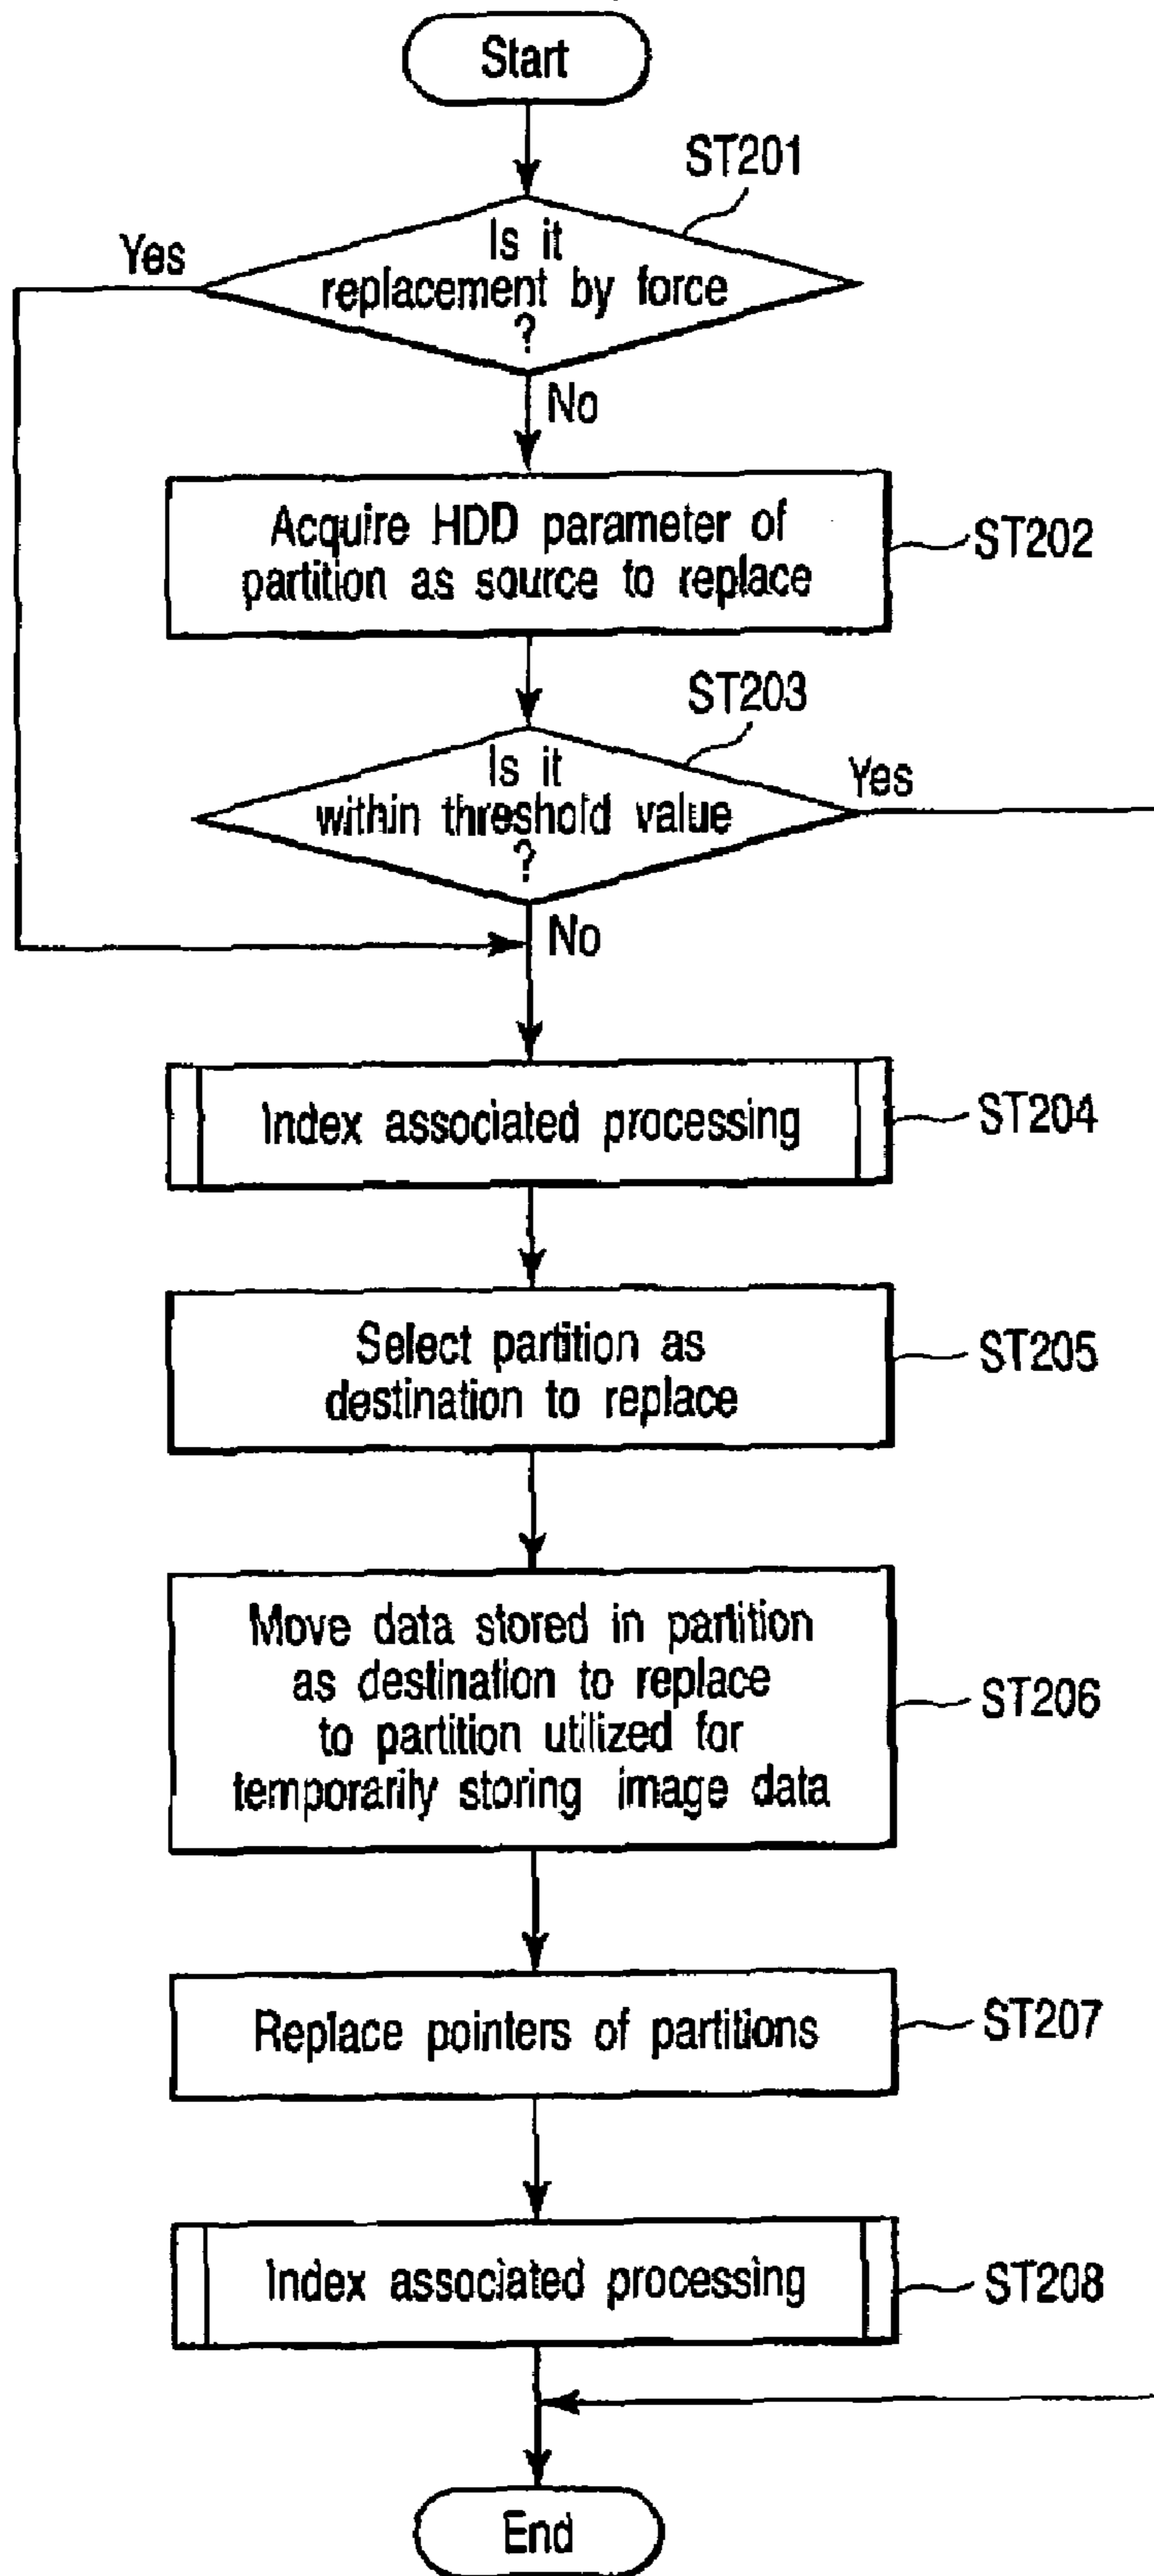 Start
ST201
Yes
Is it
replacement by force
?
No
Acquire HDD parameter of
partition as source to replace
ST202
ST203
Is it
within threshold value
?
Yes
No
Index associated processing
ST204
Select partition as
destination to replace
ST205
Move data stored in partition
as destination to replace
to partition utilized for
temporarily storing image data
ST206
Replace pointers of partitions
ST207
Index associated processing
ST208
End